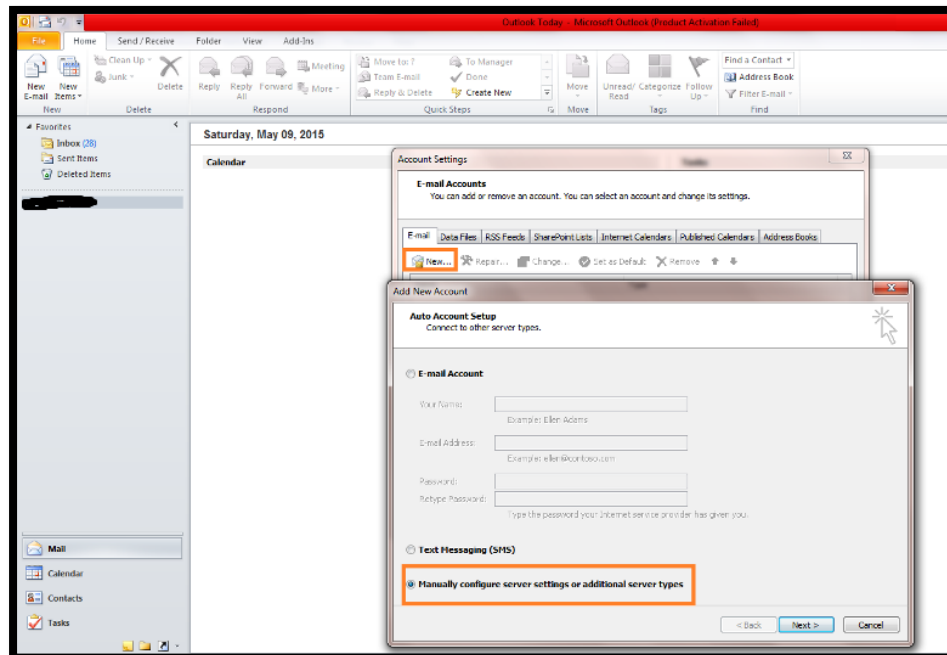 Outlook Today - Microsoft Outlook (Product Activation Failed)
File Home Send / Receive Folder View Add-Ins
New E-mail
New Items
New
Clean Up
Junk
Delete
Delete
Reply
Reply All
Forward
Meeting
More
Respond
Move to: ?
Team E-mail
Reply & Delete
To Manager
Done
Create New
Quick Steps
Move
Move
Unread/ Read
Categorize
Follow Up
Tags
Find a Contact
Address Book
Filter E-mail
Find
Favorites
Inbox (28)
Sent Items
Deleted Items
Saturday, May 09, 2015
Calendar
Account Settings
E-mail Accounts
You can add or remove an account. You can select an account and change its settings.
E-mail Data Files RSS Feeds SharePoint Lists Internet Calendars Published Calendars Address Books
New... Repair... Change... Set as Default Remove
Add New Account
Auto Account Setup
Connect to other server types.
E-mail Account
Your Name:
Example: Ellen Adams
E-mail Address:
Example: ellen@contoso.com
Password:
Retype Password:
Type the password your Internet service provider has given you.
Text Messaging (SMS)
Manually configure server settings or additional server types
< Back Next > Cancel
Mail
Calendar
Contacts
Tasks